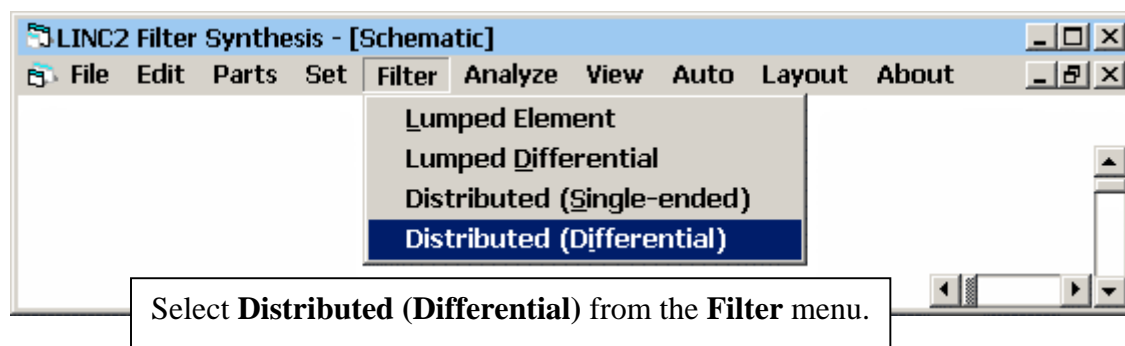 LINC2 Filter Synthesis - [Schematic]
File Edit Parts Set Filter Analyze View Auto Layout About
Lumped Element
Lumped Differential
Distributed (Single-ended)
Distributed (Differential)
Select Distributed (Differential) from the Filter menu.